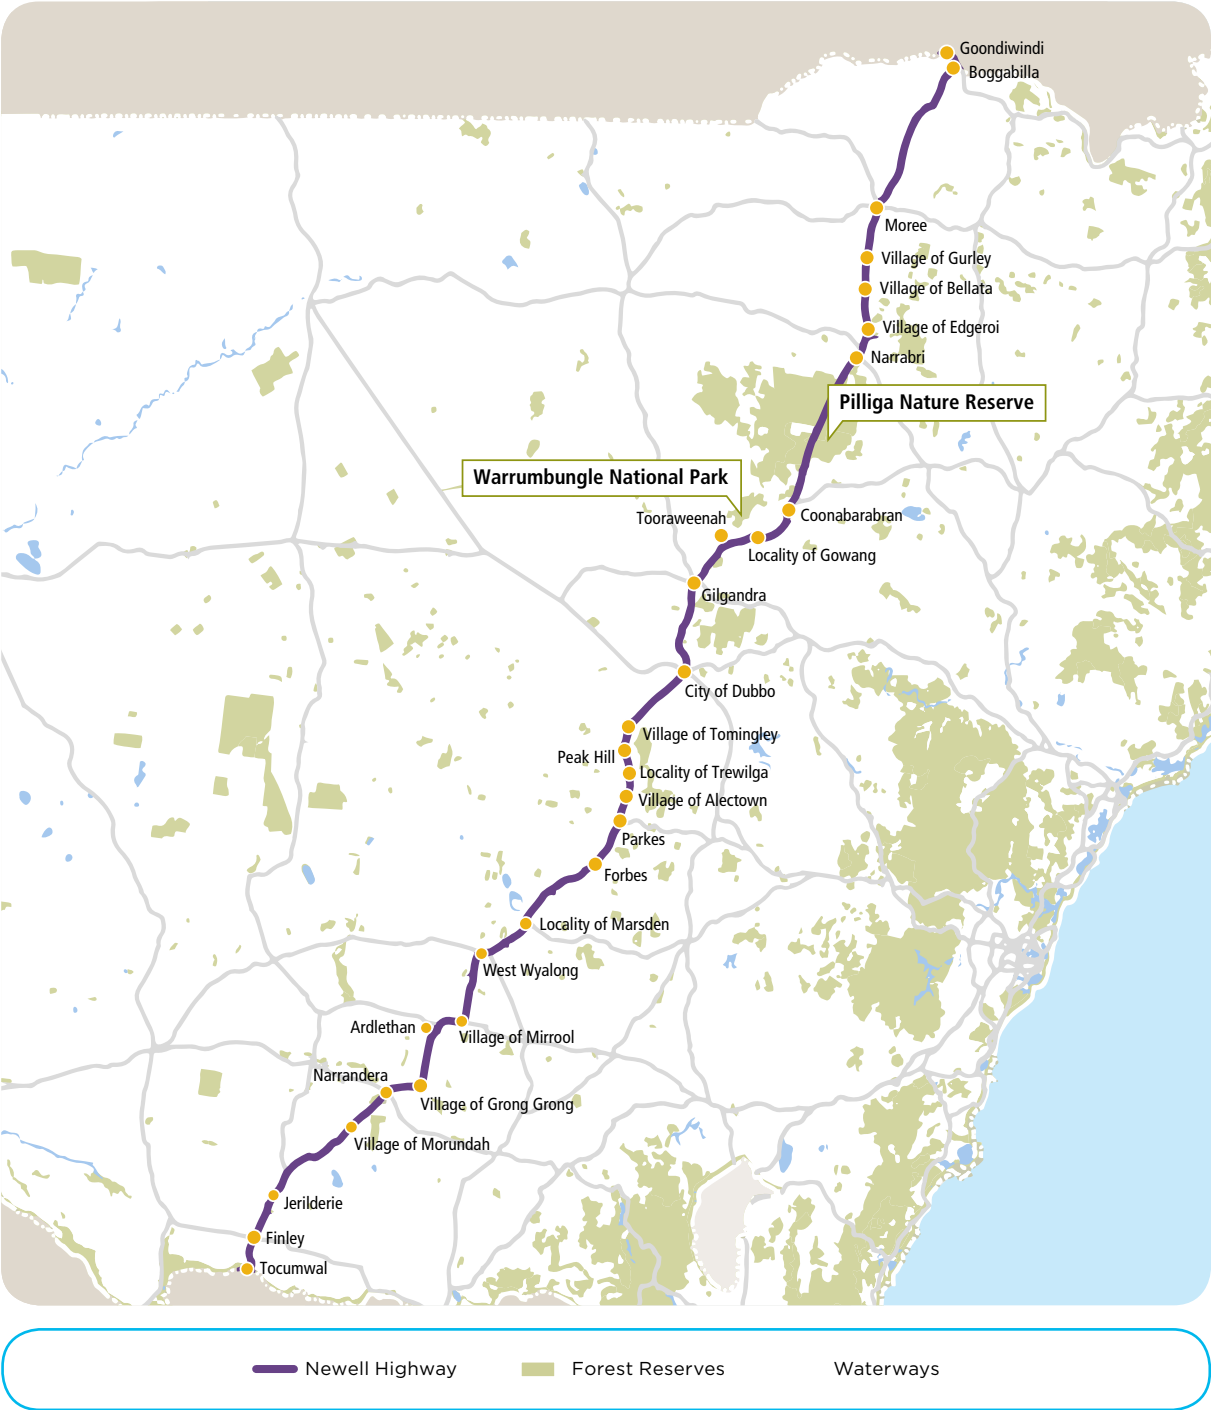 Goondiwindi
Boggabilla
Moree
Village of Gurley
Village of Bellata
Village of Edgeroi
Narrabri
Pilliga Nature Reserve
Warrumbungle National Park
Tooraweenah
Coonabarabran
Locality of Gowang
Gilgandra
City of Dubbo
Village of Tomingley
Peak Hill
Locality of Trewilga
Village of Alectown
Parkes
Forbes
Locality of Marsden
West Wyalong
Ardlethan
Village of Mirrool
Narrandera
Village of Grong Grong
Village of Morundah
Jerilderie
Finley
Tocumwal
Newell Highway
Forest Reserves
Waterways